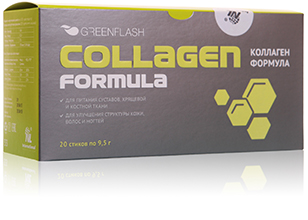 IN
GREENFLASH
COLLAGEN
FORMULA
КОЛЛАГЕН
ФОРМУЛА
ДЛЯ ПИТАНИЯ СУСТАВОВ, ХРЯЩЕВОЙ
И КОСТНОЙ ТКАНИ
ДЛЯ УЛУЧШЕНИЯ СТРУКТУРЫ КОЖИ,
ВОЛОС И НОГТЕЙ
20 СТИКОВ ПО 9,5 Г